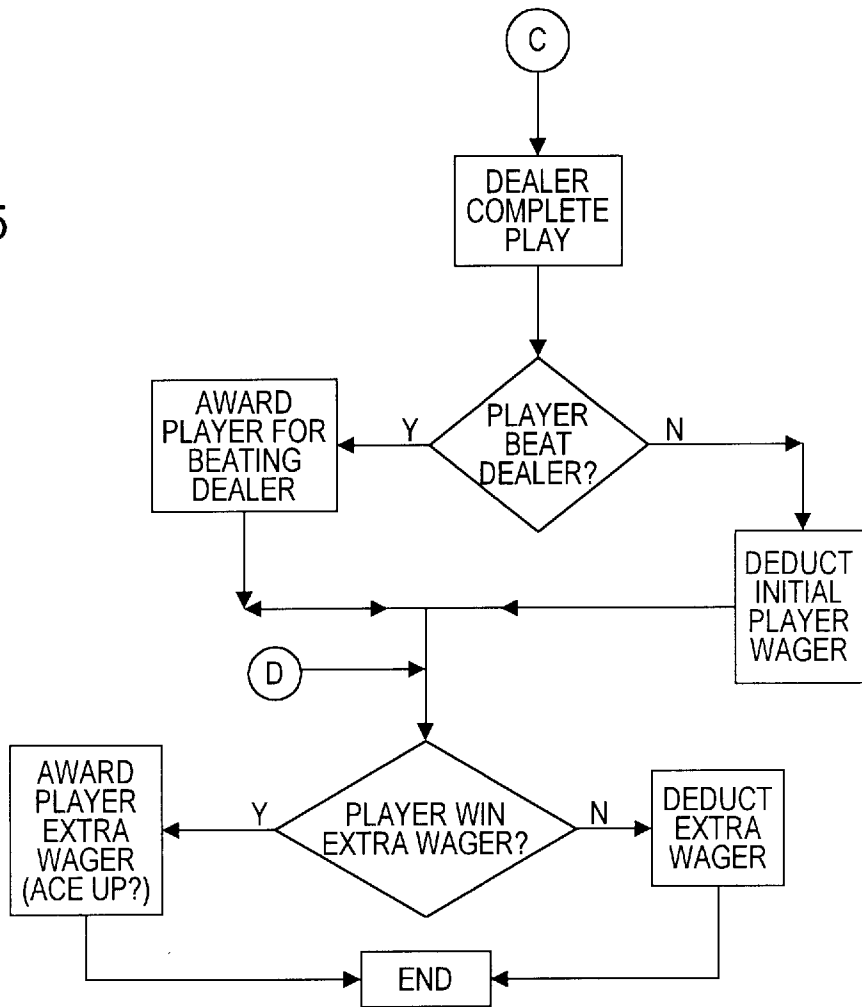 C
DEALER
COMPLETE
PLAY
5
AWARD
PLAYER FOR
BEATING
DEALER
Y
PLAYER
BEAT
DEALER?
N
DEDUCT
INITIAL
PLAYER
WAGER
D
AWARD
PLAYER
EXTRA
WAGER
(ACE UP?)
Y
PLAYER WIN
EXTRA WAGER?
N
DEDUCT
EXTRA
WAGER
END